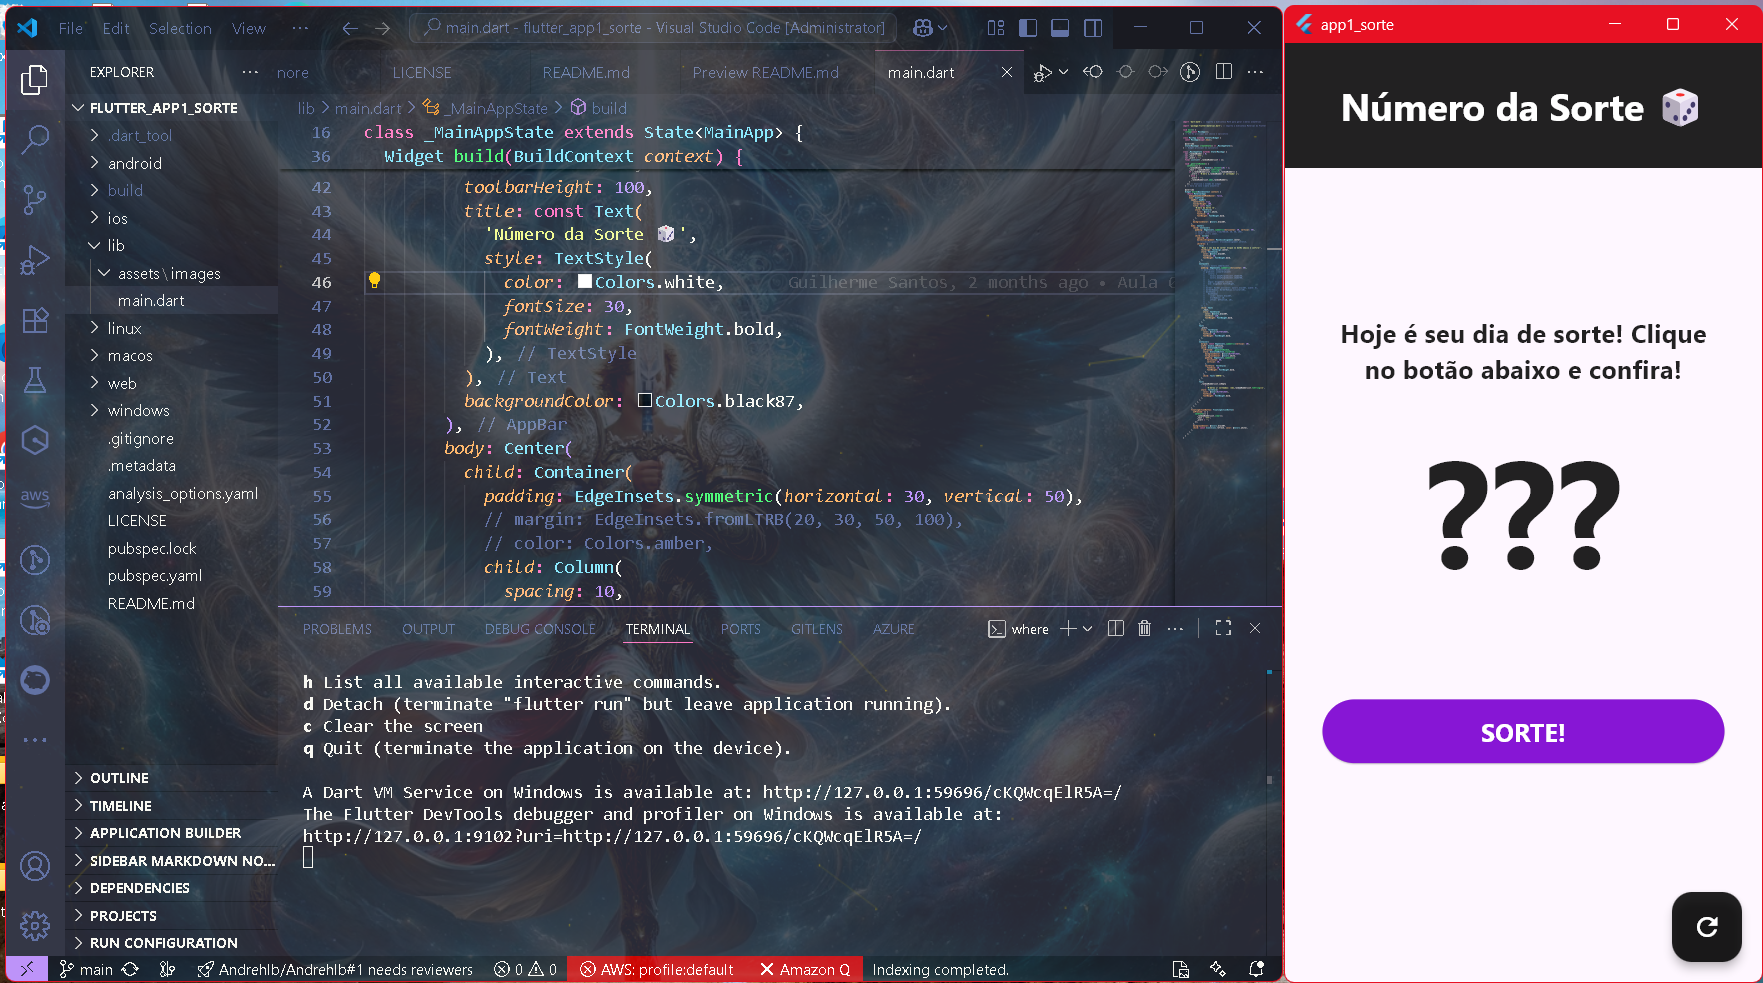 File Edit Selection View ···
main.dart - flutter_app1_sorte - Visual Studio Code [Administrator]
EXPLORER
nore LICENSE README.md Preview README.md main.dart
lib > main.dart > _MainAppState > build
FLUTTER_APP1_SORTE
.dart_tool
android
build
ios
lib
assets\images
main.dart
linux
macos
web
windows
.gitignore
.metadata
analysis_options.yaml
LICENSE
pubspec.lock
pubspec.yaml
README.md
OUTLINE
TIMELINE
APPLICATION BUILDER
SIDEBAR MARKDOWN NO...
DEPENDENCIES
PROJECTS
RUN CONFIGURATION
aws
16 class _MainAppState extends State<MainApp> {
36 Widget build(BuildContext context) {
42 toolbarHeight: 100,
43 title: const Text(
44 'Número da Sorte 🎲',
45 style: TextStyle(
46 color: Colors.white, Guilherme Santos, 2 months ago • Aula
47 fontSize: 30,
48 fontWeight: FontWeight.bold,
49 ), // TextStyle
50 ), // Text
51 backgroundColor: Colors.black87,
52 ), // AppBar
53 body: Center(
54 child: Container(
55 padding: EdgeInsets.symmetric(horizontal: 30, vertical: 50),
56 // margin: EdgeInsets.fromLTRB(20, 30, 50, 100),
57 // color: Colors.amber,
58 child: Column(
59 spacing: 10,
PROBLEMS OUTPUT DEBUG CONSOLE TERMINAL PORTS GITLENS AZURE
where
h List all available interactive commands.
d Detach (terminate "flutter run" but leave application running).
c Clear the screen
q Quit (terminate the application on the device).
A Dart VM Service on Windows is available at: http://127.0.0.1:59696/cKQWcqElR5A=/
The Flutter DevTools debugger and profiler on Windows is available at:
http://127.0.0.1:9102?uri=http://127.0.0.1:59696/cKQWcqElR5A=/
main Andrehlb/Andrehlb#1 needs reviewers 0 0 AWS: profile:default Amazon Q Indexing completed.
app1_sorte
Número da Sorte 🎲
Hoje é seu dia de sorte! Clique
no botão abaixo e confira!
???
SORTE!